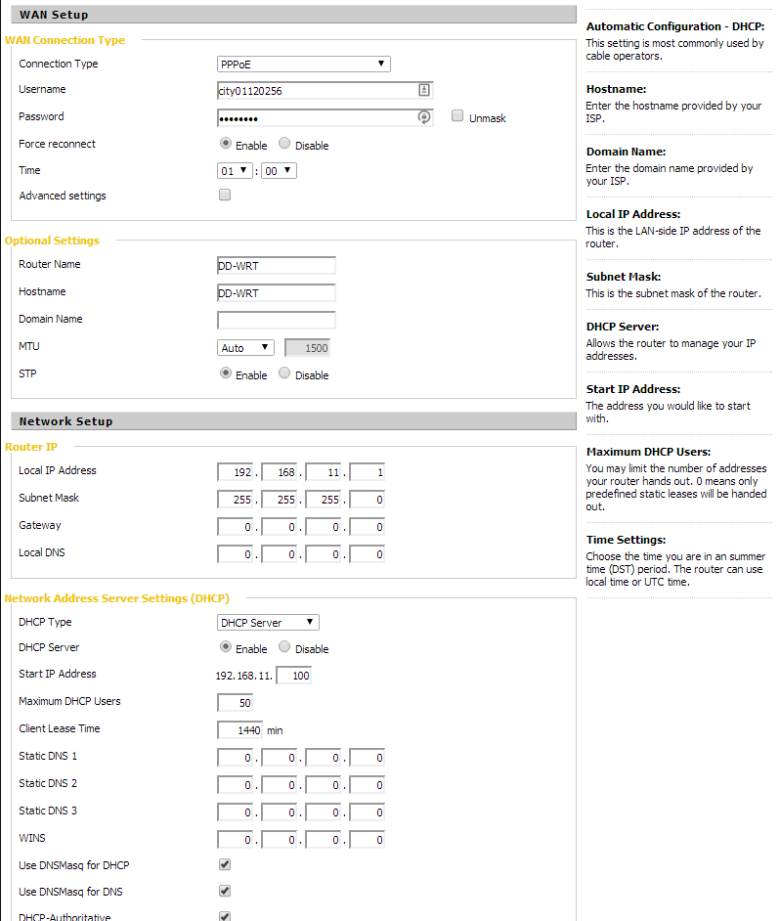 WAN Setup
WAN Connection Type
Connection Type PPPoE
Username city01120256
Password •••••••• Unmask
Force reconnect Enable Disable
Time 01 : 00
Advanced settings
Optional Settings
Router Name DD-WRT
Hostname DD-WRT
Domain Name
MTU Auto 1500
STP Enable Disable
Network Setup
Router IP
Local IP Address 192. 168. 11. 1
Subnet Mask 255. 255. 255. 0
Gateway 0. 0. 0. 0
Local DNS 0. 0. 0. 0
Network Address Server Settings (DHCP)
DHCP Type DHCP Server
DHCP Server Enable Disable
Start IP Address 192.168.11. 100
Maximum DHCP Users 50
Client Lease Time 1440 min
Static DNS 1 0. 0. 0. 0
Static DNS 2 0. 0. 0. 0
Static DNS 3 0. 0. 0. 0
WINS 0. 0. 0. 0
Use DNSMasq for DHCP
Use DNSMasq for DNS
DHCP-Authoritative
Automatic Configuration - DHCP:
This setting is most commonly used by
cable operators.
Hostname:
Enter the hostname provided by your
ISP.
Domain Name:
Enter the domain name provided by
your ISP.
Local IP Address:
This is the LAN-side IP address of the
router.
Subnet Mask:
This is the subnet mask of the router.
DHCP Server:
Allows the router to manage your IP
addresses.
Start IP Address:
The address you would like to start
with.
Maximum DHCP Users:
You may limit the number of addresses
your router hands out. 0 means only
predefined static leases will be handed
out.
Time Settings:
Choose the time you are in an summer
time (DST) period. The router can use
local time or UTC time.